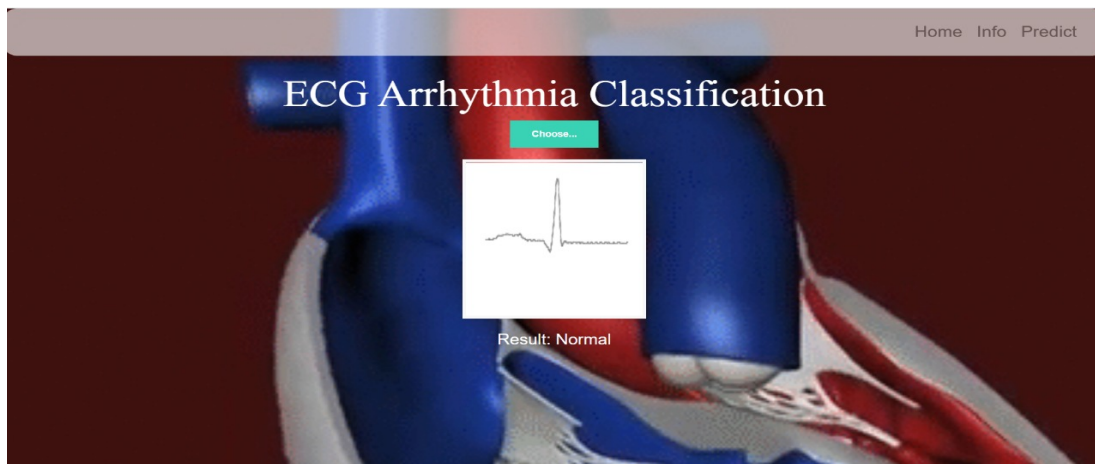 Home Info Predict
ECG Arrhythmia Classification
Choose...
Result: Normal